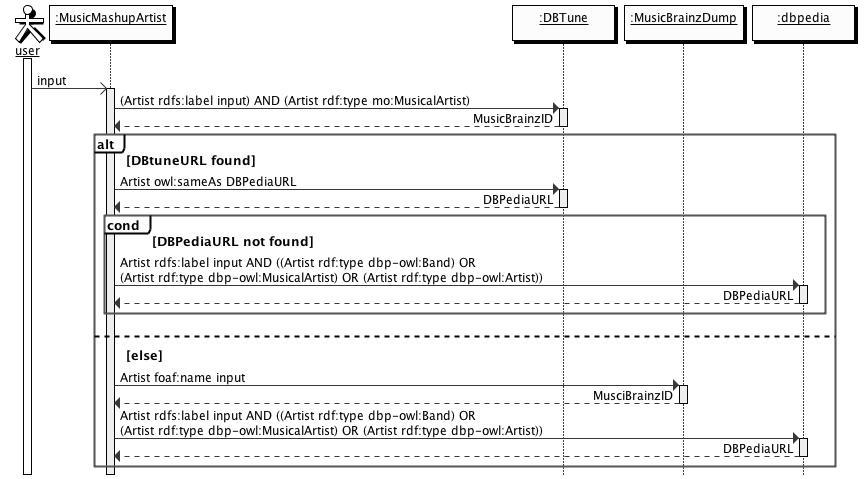 :MusicMashupArtist
:DBTune
:MusicBrainzDump
:dbpedia
user
input
(Artist rdfs:label input) AND (Artist rdf:type mo:MusicalArtist)
MusicBrainzID
alt
[DBtuneURL found]
Artist owl:sameAs DBPediaURL
DBPediaURL
cond
[DBPediaURL not found]
Artist rdfs:label input AND ((Artist rdf:type dbp-owl:Band) OR
(Artist rdf:type dbp-owl:MusicalArtist) OR (Artist rdf:type dbp-owl:Artist))
DBPediaURL
[else]
Artist foaf:name input
MusciBrainzID
Artist rdfs:label input AND ((Artist rdf:type dbp-owl:Band) OR
(Artist rdf:type dbp-owl:MusicalArtist) OR (Artist rdf:type dbp-owl:Artist))
DBPediaURL